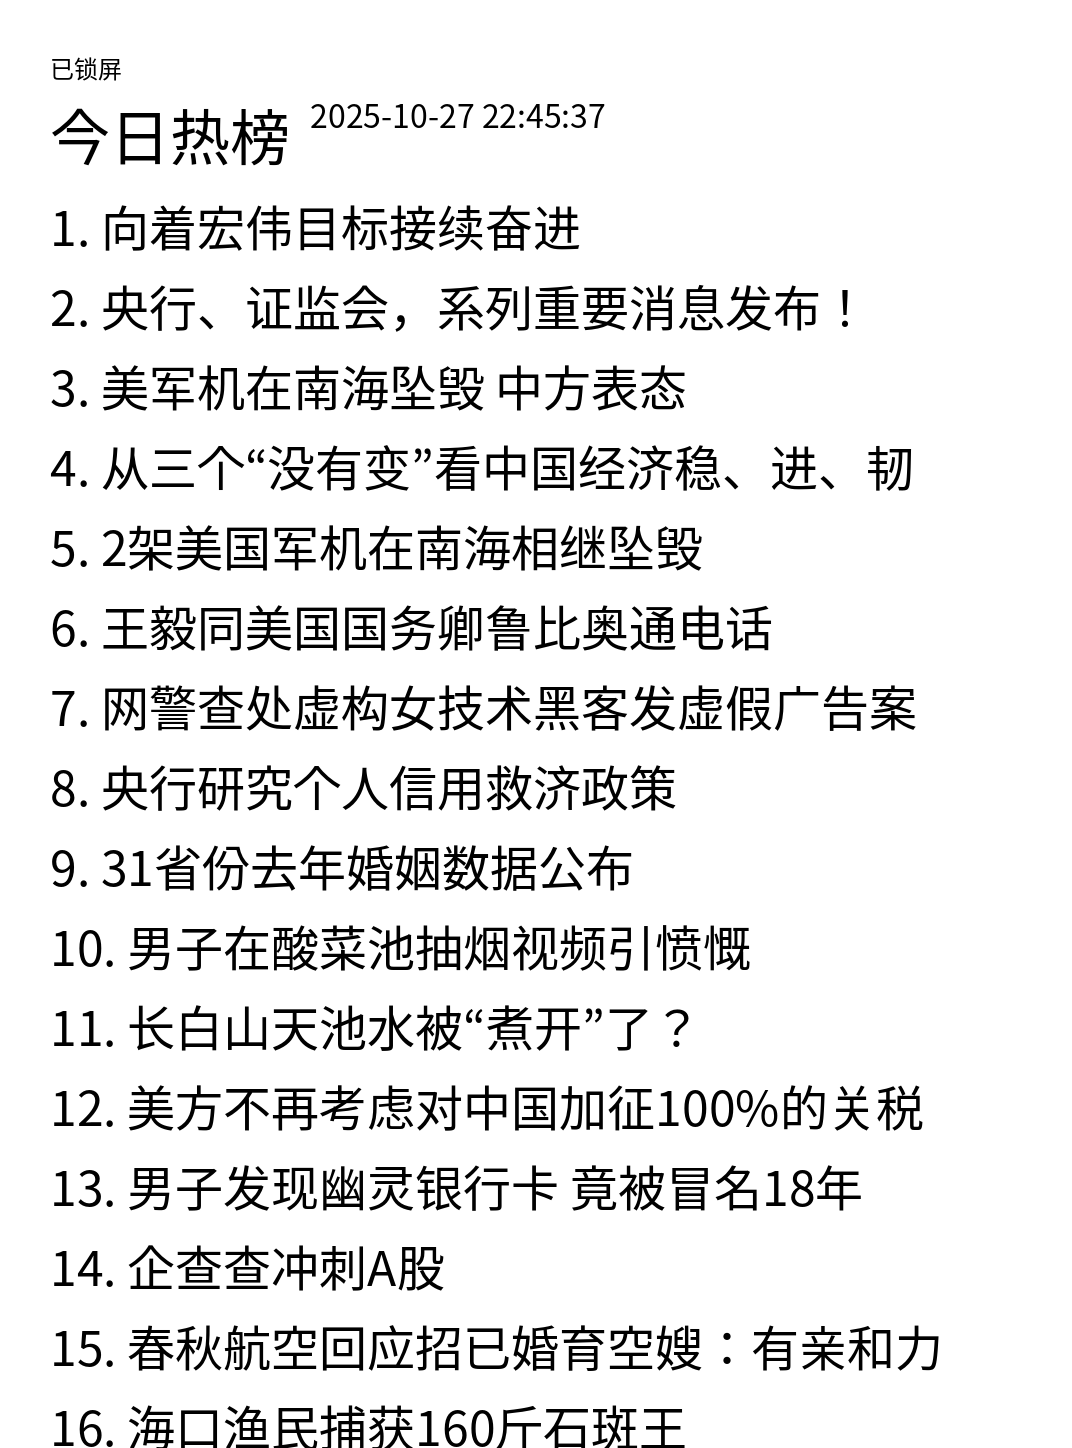 已锁屏
今日热榜 2025-10-27 22:45:37
1. 向着宏伟目标接续奋进
2. 央行、证监会，系列重要消息发布！
3. 美军机在南海坠毁 中方表态
4. 从三个“没有变”看中国经济稳、进、韧
5. 2架美国军机在南海相继坠毁
6. 王毅同美国国务卿鲁比奥通电话
7. 网警查处虚构女技术黑客发虚假广告案
8. 央行研究个人信用救济政策
9. 31省份去年婚姻数据公布
10. 男子在酸菜池抽烟视频引愤慨
11. 长白山天池水被“煮开”了？
12. 美方不再考虑对中国加征100%的关税
13. 男子发现幽灵银行卡 竟被冒名18年
14. 企查查冲刺A股
15. 春秋航空回应招已婚育空嫂：有亲和力
16. 海口渔民捕获160斤石斑王